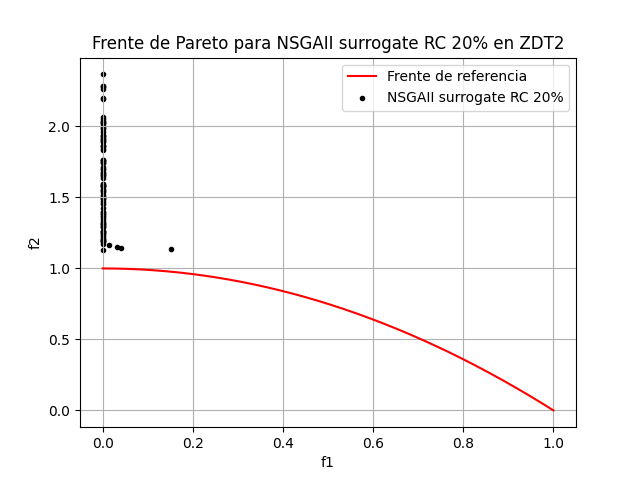 Frente de Pareto para NSGAII surrogate RC 20% en ZDT2
Frente de referencia
NSGAII surrogate RC 20%
f2
2.0
1.5
1.0
0.5
0.0
0.0 0.2 0.4 0.6 0.8 1.0
f1